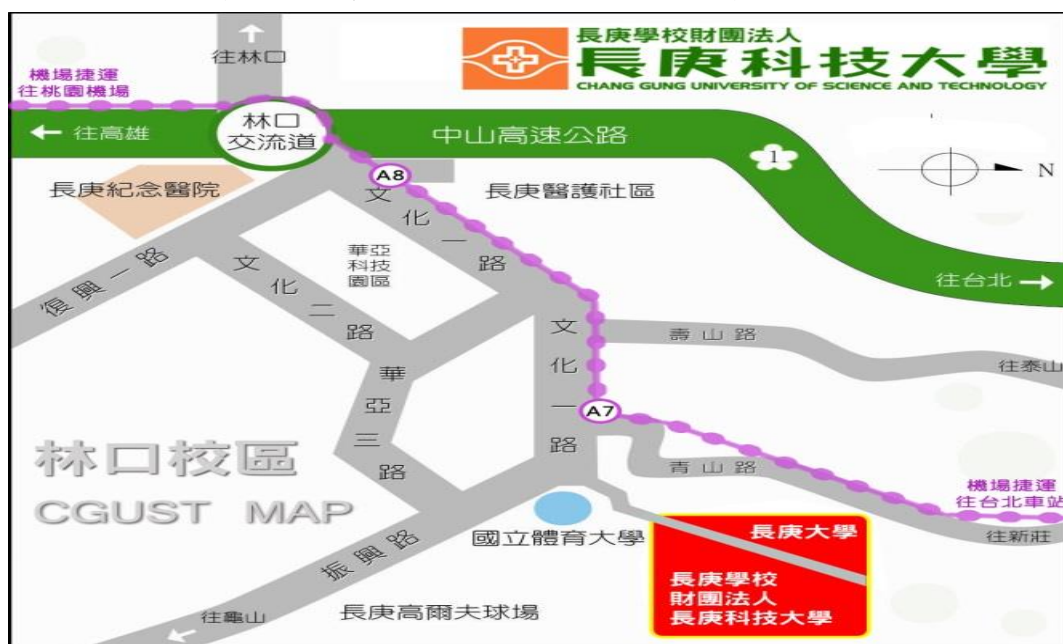 長庚學校財團法人
長庚科技大學
CHANG GUNG UNIVERSITY OF SCIENCE AND TECHNOLOGY
往林口
機場捷運
往桃園機場
林口
交流道
往高雄
中山高速公路
1
N
長庚紀念醫院
A8
長庚醫護社區
文化一路
華亞
科技
園區
復興一路
文化二路
往台北
文化一路
壽山路
往泰山
華亞三路
A7
青山路
林口校區
CGUST MAP
機場捷運
往台北車站
往新莊
國立體育大學
長庚大學
長庚學校
財團法人
長庚科技大學
振興路
往龜山
長庚高爾夫球場